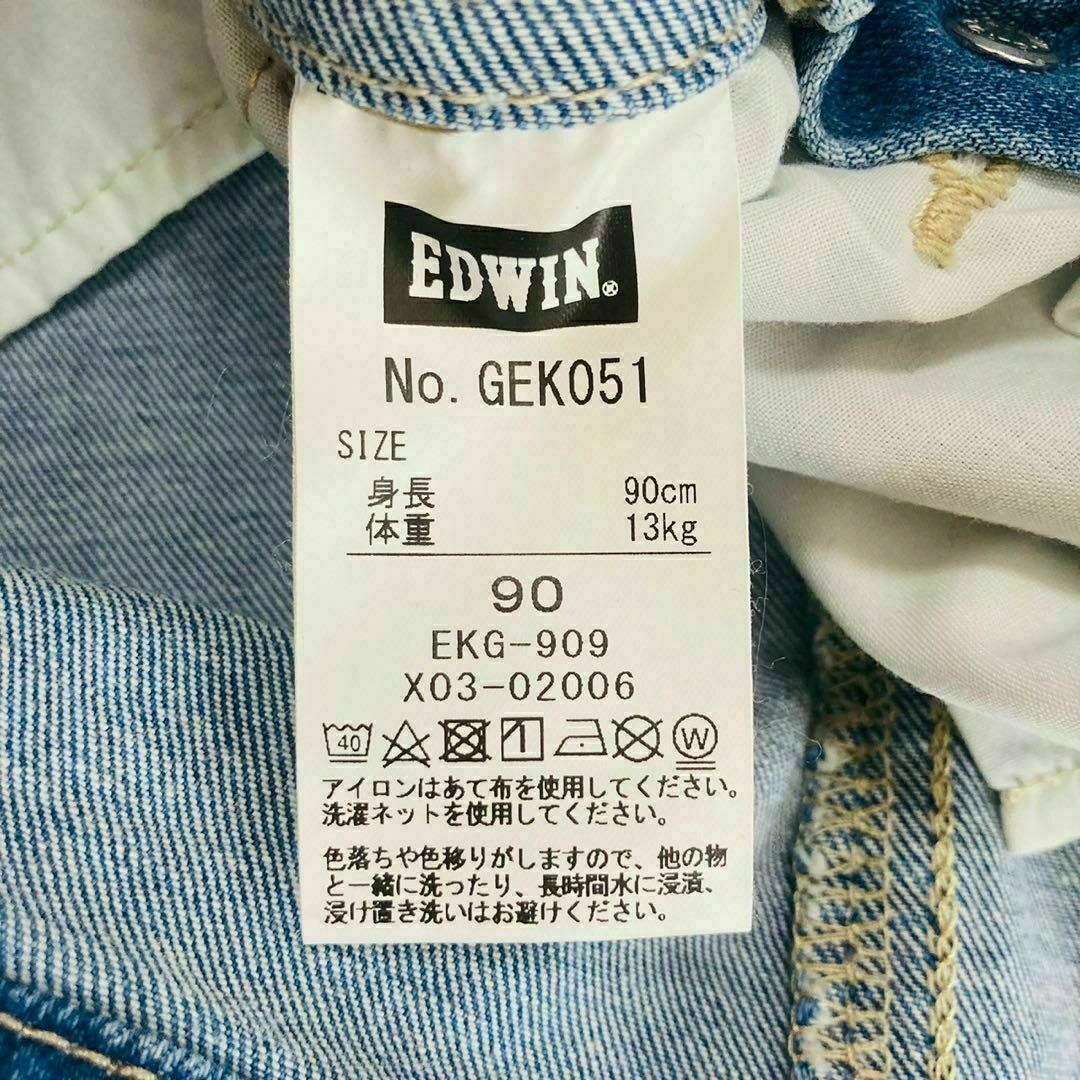 EDWIN®
No. GEK051
SIZE
身長 90cm
体重 13kg
90
EKG-909
X03-02006
40 W
アイロンはあて布を使用してください。
洗濯ネットを使用してください。
色落ちや色移りがしますので、他の物
と一緒に洗ったり、長時間水に浸漬、
浸け置き洗いはお避けください。